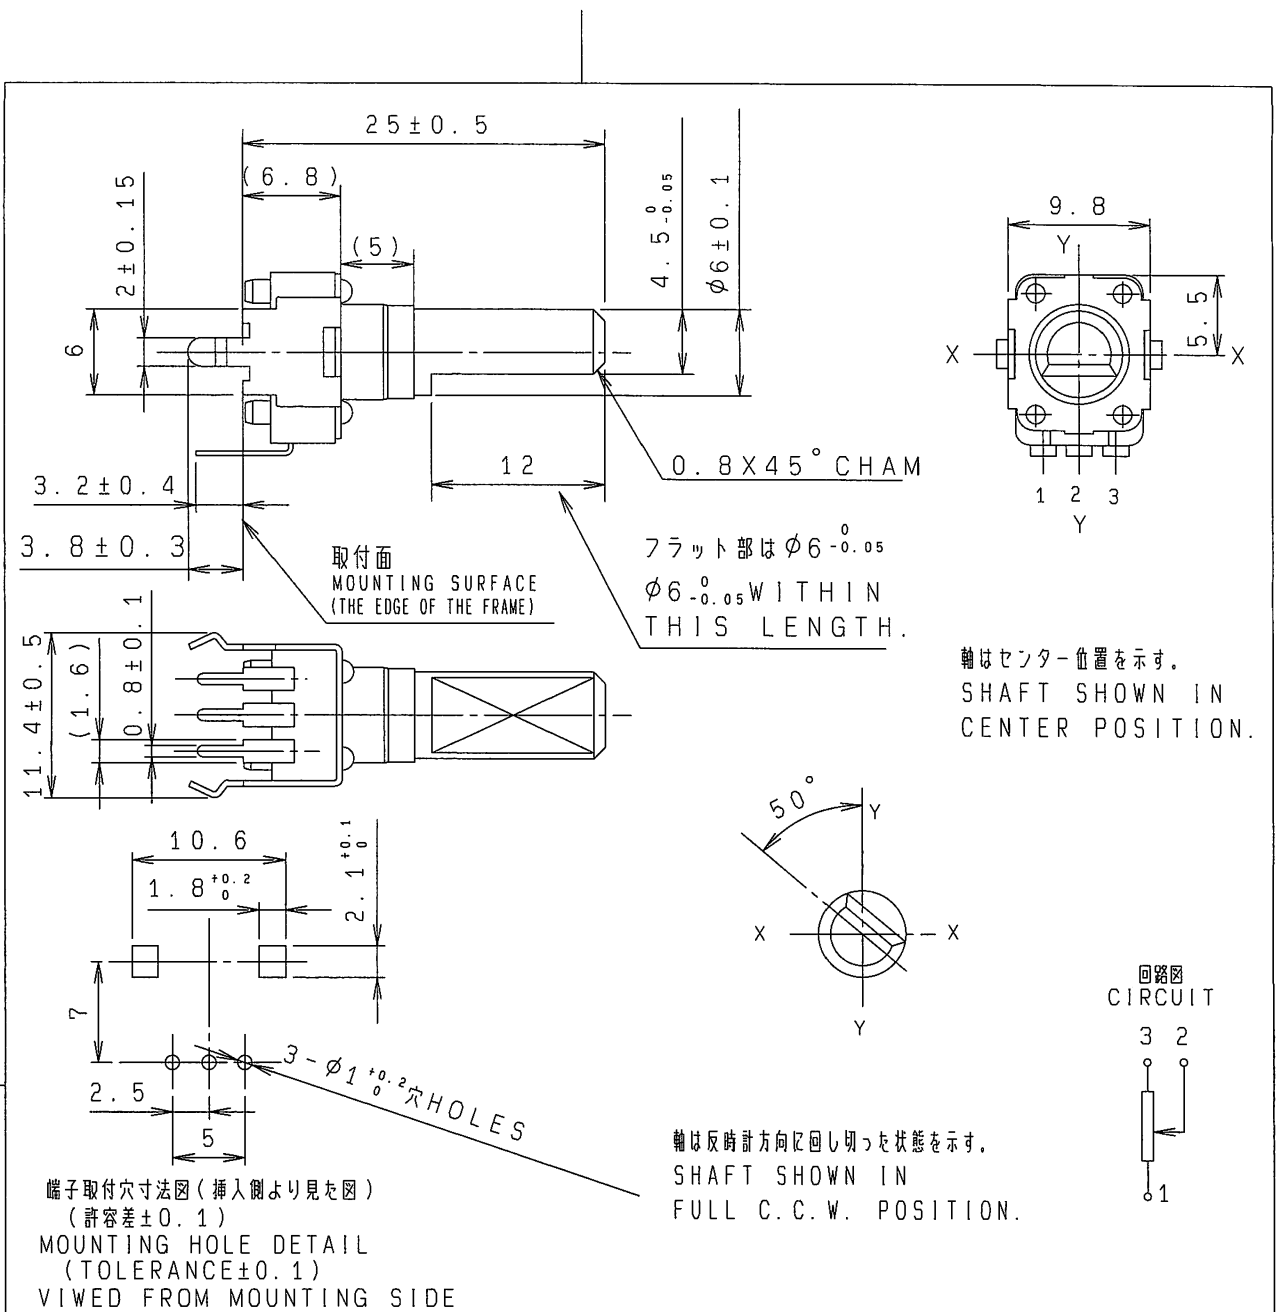 25±0.5
(6.8)
(5)
2±0.15
6
4.5 0 -0.05
φ6±0.1
9.8
Y
5.5
X
X
1 2 3
Y
0.8X45°CHAM
12
3.2±0.4
3.8±0.3
取付面
MOUNTING SURFACE
(THE EDGE OF THE FRAME)
フラット部はφ6 0 -0.05
φ6 0 -0.05 WITHIN
THIS LENGTH.
11.4±0.5
(1.6)
0.8±0.1
軸はセンター位置を示す。
SHAFT SHOWN IN
CENTER POSITION.
10.6
1.8 +0.2 0
2.1 +0.1 0
7
2.5
5
3-φ1 +0.2 0 穴HOLES
50°
Y
X
X
Y
回路図
CIRCUIT
3 2
1
軸は反時計方向に回し切った状態を示す。
SHAFT SHOWN IN
FULL C.C.W. POSITION.
端子取付穴寸法図(挿入側より見た図)
(許容差±0.1)
MOUNTING HOLE DETAIL
(TOLERANCE±0.1)
VIWED FROM MOUNTING SIDE